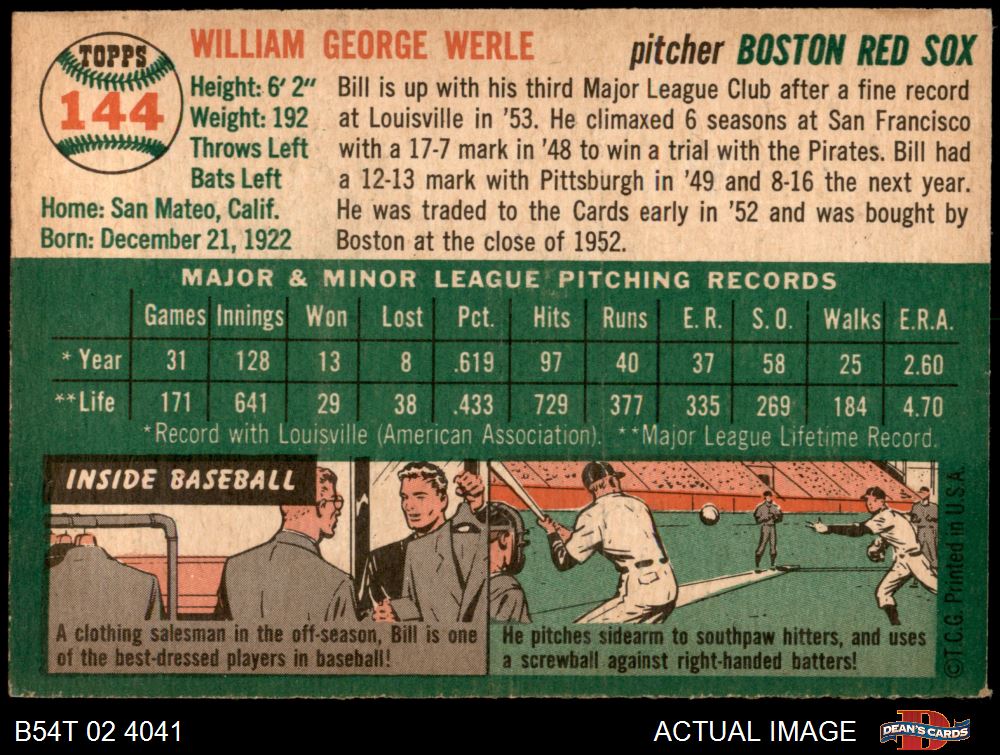 TOPPS
144
WILLIAM GEORGE WERLE
pitcher BOSTON RED SOX
Height: 6' 2"
Weight: 192
Throws Left
Bats Left
Home: San Mateo, Calif.
Born: December 21, 1922
Bill is up with his third Major League Club after a fine record
at Louisville in '53. He climaxed 6 seasons at San Francisco
with a 17-7 mark in '48 to win a trial with the Pirates. Bill had
a 12-13 mark with Pittsburgh in '49 and 8-16 the next year.
He was traded to the Cards early in '52 and was bought by
Boston at the close of 1952.
MAJOR & MINOR LEAGUE PITCHING RECORDS
Games Innings Won Lost Pct. Hits Runs E. R. S. O. Walks E.R.A.
* Year 31 128 13 8 .619 97 40 37 58 25 2.60
**Life 171 641 29 38 .433 729 377 335 269 184 4.70
*Record with Louisville (American Association). **Major League Lifetime Record.
INSIDE BASEBALL
A clothing salesman in the off-season, Bill is one
of the best-dressed players in baseball!
He pitches sidearm to southpaw hitters, and uses
a screwball against right-handed batters!
©T.C.G. Printed in U.S.A.
B54T 02 4041
ACTUAL IMAGE
D
DEAN'S CARDS